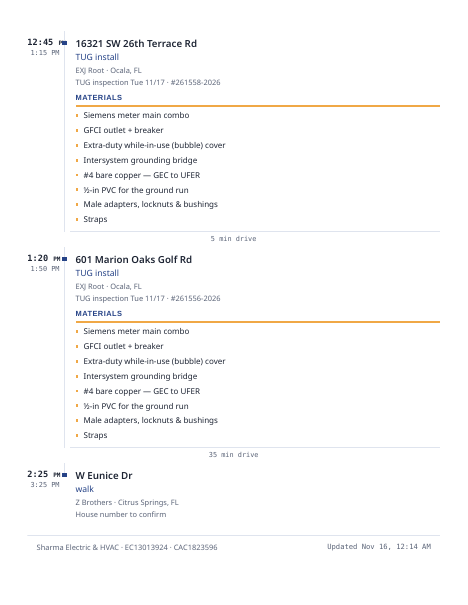 12:45 PM
1:15 PM
16321 SW 26th Terrace Rd
TUG install
EXJ Root · Ocala, FL
TUG inspection Tue 11/17 · #261558-2026
MATERIALS
Siemens meter main combo
GFCI outlet + breaker
Extra-duty while-in-use (bubble) cover
Intersystem grounding bridge
#4 bare copper — GEC to UFER
½-in PVC for the ground run
Male adapters, locknuts & bushings
Straps
5 min drive
1:20 PM
1:50 PM
601 Marion Oaks Golf Rd
TUG install
EXJ Root · Ocala, FL
TUG inspection Tue 11/17 · #261556-2026
MATERIALS
Siemens meter main combo
GFCI outlet + breaker
Extra-duty while-in-use (bubble) cover
Intersystem grounding bridge
#4 bare copper — GEC to UFER
½-in PVC for the ground run
Male adapters, locknuts & bushings
Straps
35 min drive
2:25 PM
3:25 PM
W Eunice Dr
walk
Z Brothers · Citrus Springs, FL
House number to confirm
Sharma Electric & HVAC · EC13013924 · CAC1823596
Updated Nov 16, 12:14 AM